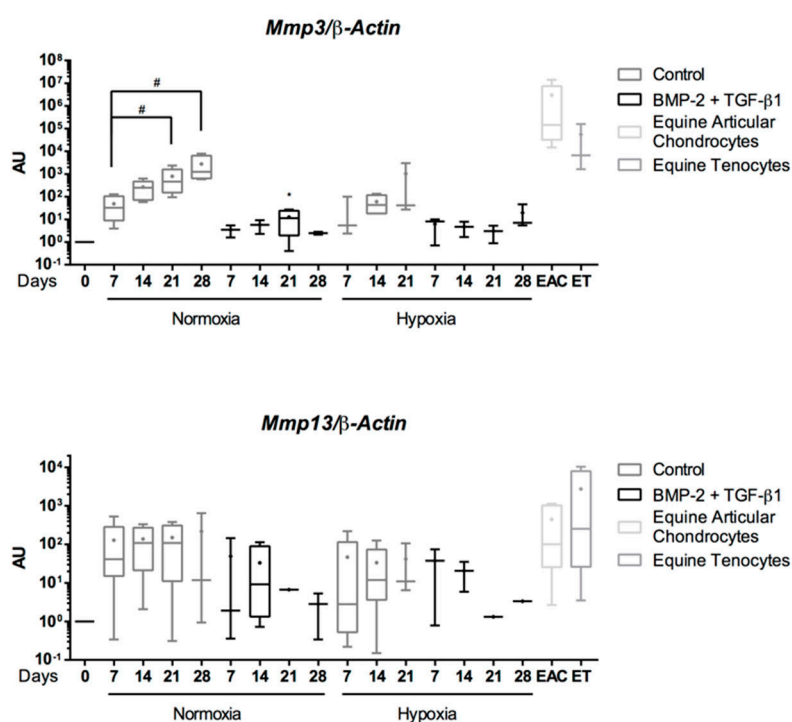 Mmp3/β-Actin
10⁸
10⁷
10⁶
10⁵
10⁴
10³
10²
10¹
10⁰
10⁻¹
AU
#
#
Control
BMP-2 + TGF-β1
Equine Articular
Chondrocytes
Equine Tenocytes
Days 0 7 14 21 28 7 14 21 28 7 14 21 7 14 21 28 EAC ET
Normoxia Hypoxia
Mmp13/β-Actin
10⁴
10³
10²
10¹
10⁰
10⁻¹
AU
Control
BMP-2 + TGF-β1
Equine Articular
Chondrocytes
Equine Tenocytes
Days 0 7 14 21 28 7 14 21 28 7 14 21 7 14 21 28 EAC ET
Normoxia Hypoxia